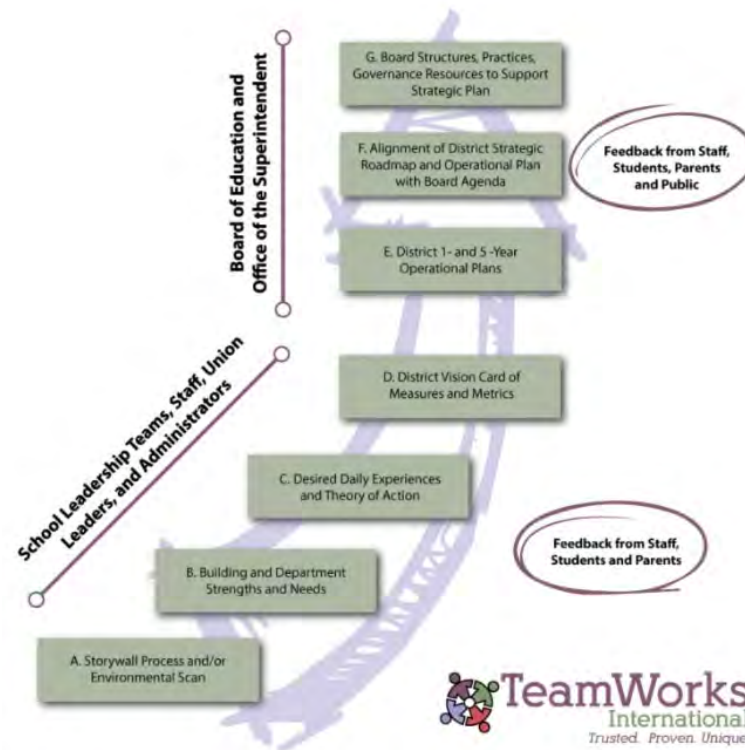 Board of Education and
Office of the Superintendent
G. Board Structures, Practices,
Governance Resources to Support
Strategic Plan
F. Alignment of District Strategic
Roadmap and Operational Plan
with Board Agenda
Feedback from Staff,
Students, Parents
and Public
E. District 1- and 5 -Year
Operational Plans
School Leadership Teams, Staff, Union
Leaders, and Administrators
D. District Vision Card of
Measures and Metrics
C. Desired Daily Experiences
and Theory of Action
Feedback from Staff,
Students and Parents
B. Building and Department
Strengths and Needs
A. Storywall Process and/or
Environmental Scan
TeamWorks
International
Trusted. Proven. Unique